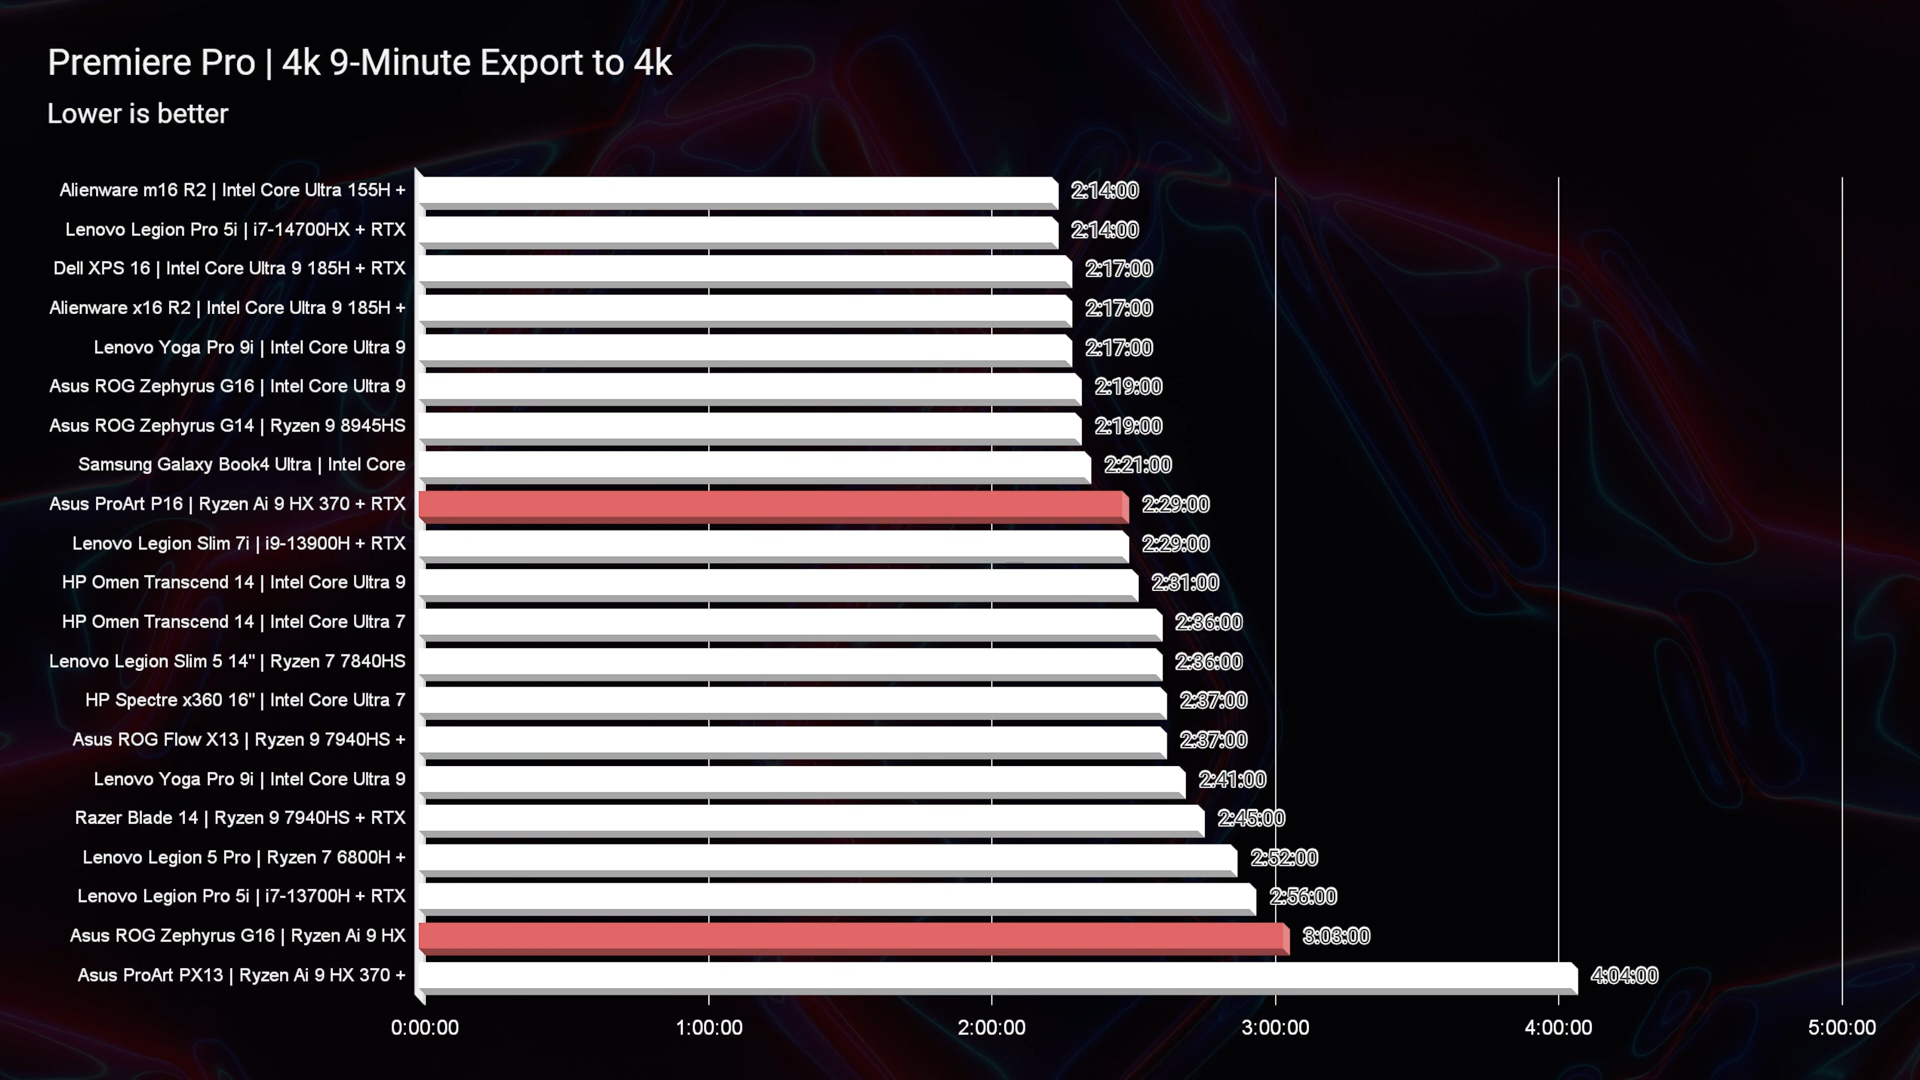 Premiere Pro | 4k 9-Minute Export to 4k
Lower is better
Alienware m16 R2 | Intel Core Ultra 155H + 2:14:00
Lenovo Legion Pro 5i | i7-14700HX + RTX 2:14:00
Dell XPS 16 | Intel Core Ultra 9 185H + RTX 2:17:00
Alienware x16 R2 | Intel Core Ultra 9 185H + 2:17:00
Lenovo Yoga Pro 9i | Intel Core Ultra 9 2:17:00
Asus ROG Zephyrus G16 | Intel Core Ultra 9 2:19:00
Asus ROG Zephyrus G14 | Ryzen 9 8945HS 2:19:00
Samsung Galaxy Book4 Ultra | Intel Core 2:21:00
Asus ProArt P16 | Ryzen Ai 9 HX 370 + RTX 2:29:00
Lenovo Legion Slim 7i | i9-13900H + RTX 2:29:00
HP Omen Transcend 14 | Intel Core Ultra 9 2:31:00
HP Omen Transcend 14 | Intel Core Ultra 7 2:36:00
Lenovo Legion Slim 5 14" | Ryzen 7 7840HS 2:36:00
HP Spectre x360 16" | Intel Core Ultra 7 2:37:00
Asus ROG Flow X13 | Ryzen 9 7940HS + 2:37:00
Lenovo Yoga Pro 9i | Intel Core Ultra 9 2:41:00
Razer Blade 14 | Ryzen 9 7940HS + RTX 2:45:00
Lenovo Legion 5 Pro | Ryzen 7 6800H + 2:52:00
Lenovo Legion Pro 5i | i7-13700H + RTX 2:56:00
Asus ROG Zephyrus G16 | Ryzen Ai 9 HX 3:03:00
Asus ProArt PX13 | Ryzen Ai 9 HX 370 + 4:04:00
0:00:00 1:00:00 2:00:00 3:00:00 4:00:00 5:00:00